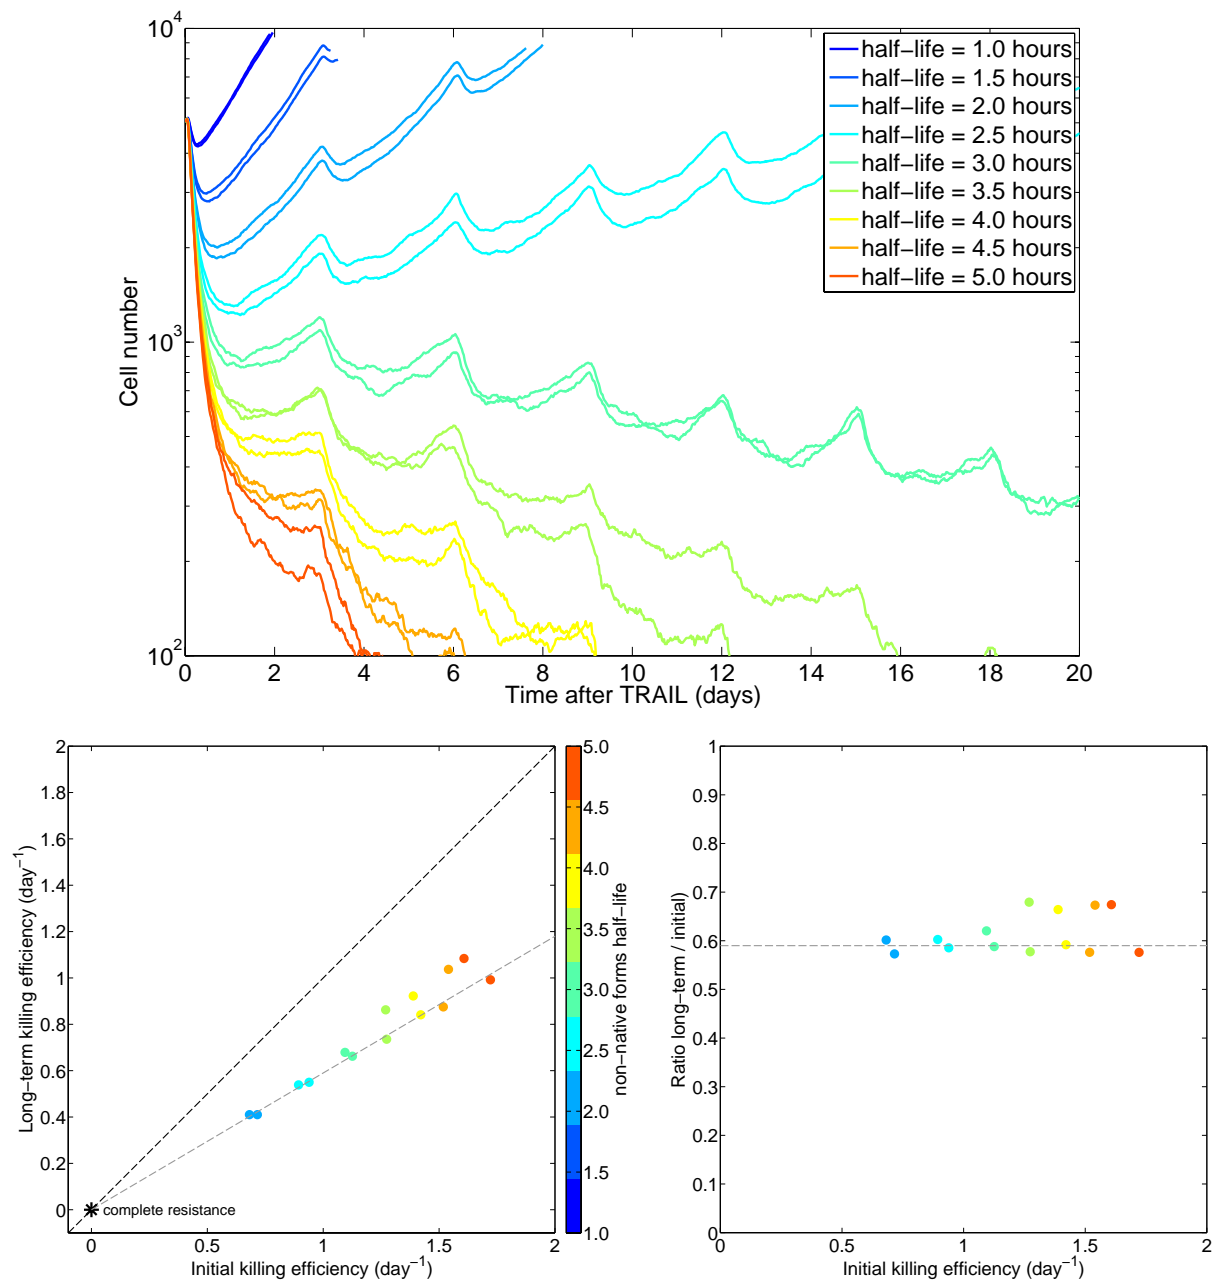 10^4
10^3
10^2
Cell number
0 2 4 6 8 10 12 14 16 18 20
Time after TRAIL (days)
half-life = 1.0 hours
half-life = 1.5 hours
half-life = 2.0 hours
half-life = 2.5 hours
half-life = 3.0 hours
half-life = 3.5 hours
half-life = 4.0 hours
half-life = 4.5 hours
half-life = 5.0 hours
2
1.8
1.6
1.4
1.2
1
0.8
0.6
0.4
0.2
0
Long-term killing efficiency (day^-1)
complete resistance
0 0.5 1 1.5 2
Initial killing efficiency (day^-1)
5.0
4.5
4.0
3.5
3.0
2.5
2.0
1.5
1.0
non-native forms half-life
1
0.9
0.8
0.7
0.6
0.5
0.4
0.3
0.2
0.1
0
Ratio long-term / initial)
0 0.5 1 1.5 2
Initial killing efficiency (day^-1)